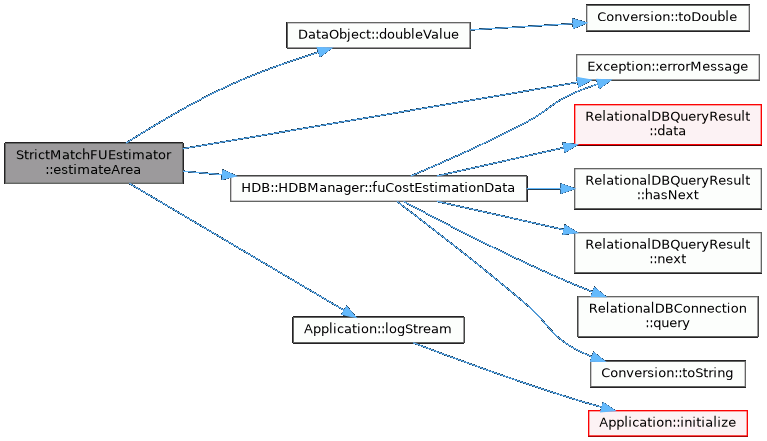 StrictMatchFUEstimator
::estimateArea
DataObject::doubleValue
Conversion::toDouble
Exception::errorMessage
HDB::HDBManager::fuCostEstimationData
RelationalDBQueryResult
::data
RelationalDBQueryResult
::hasNext
RelationalDBQueryResult
::next
RelationalDBConnection
::query
Conversion::toString
Application::logStream
Application::initialize